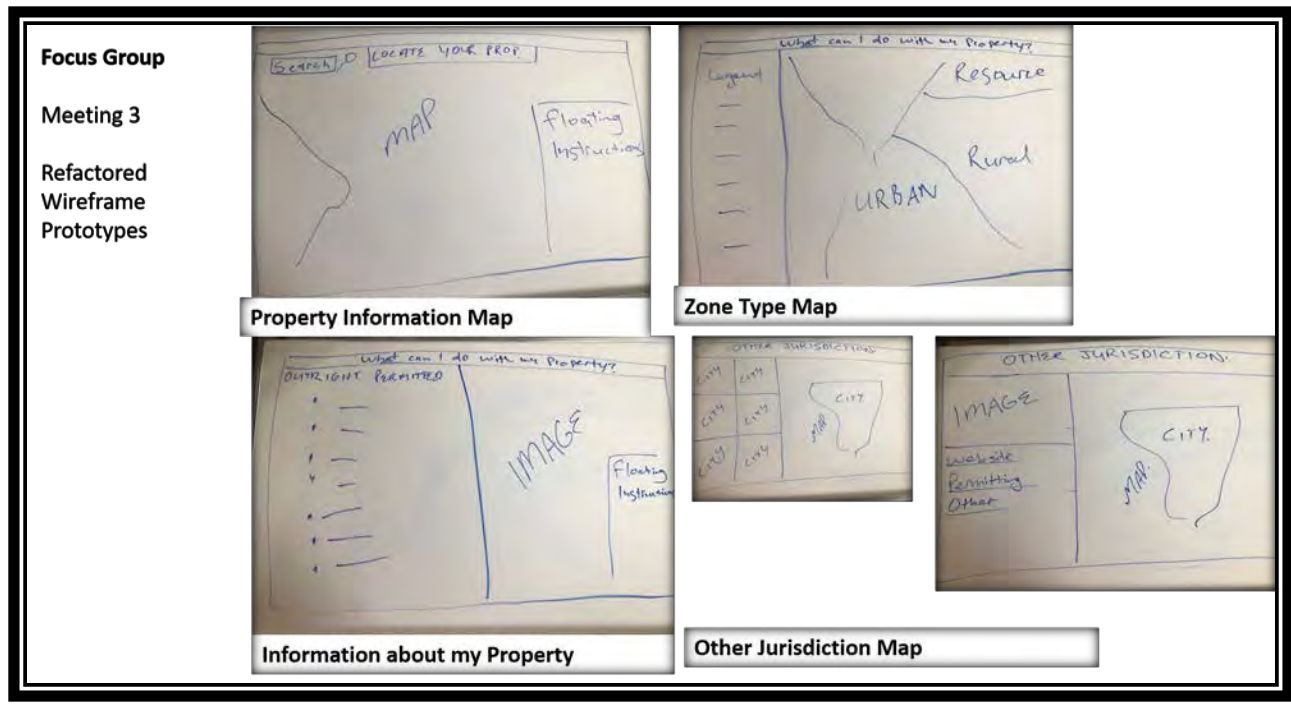 Focus Group
Meeting 3
Refactored
Wireframe
Prototypes
Search
LOCATE YOUR PROP.
MAP
Floating
Instructions
Property Information Map
What can I do with my Property?
Legend
Resource
Rural
URBAN
Zone Type Map
What can I do with my Property?
OUTRIGHT PERMITTED
IMAGE
Floating
Instructions
Information about my Property
OTHER JURISDICTION.
CITY CITY
CITY CITY
CITY CITY
MAP
CITY
OTHER JURISDICTION.
IMAGE
Website
Permitting
Other
MAP.
CITY.
Other Jurisdiction Map